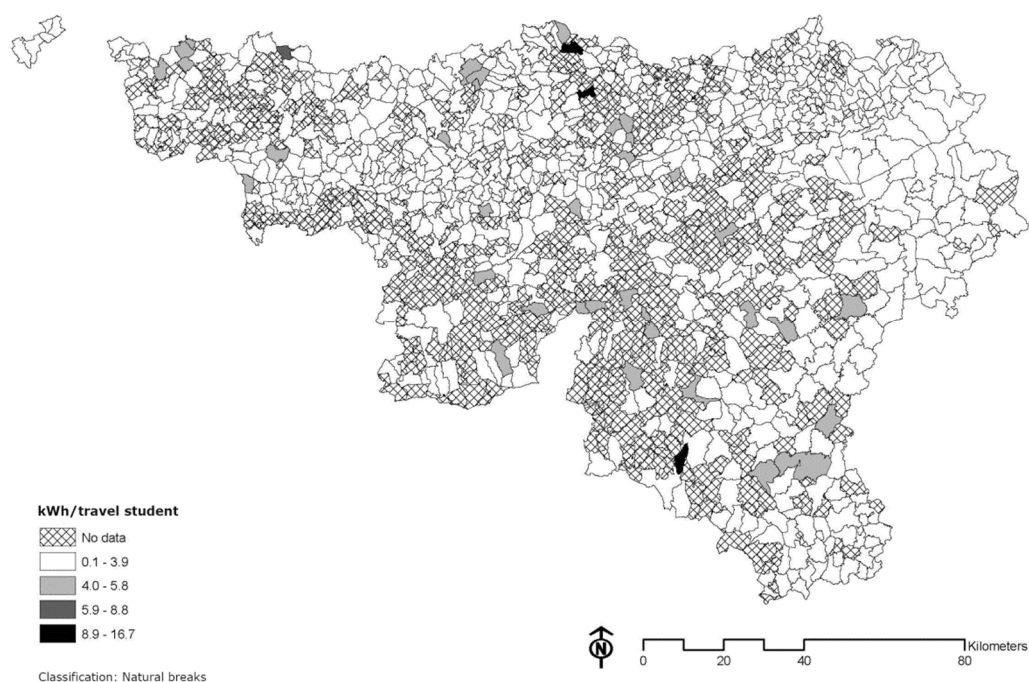 kWh/travel student
No data
0.1 - 3.9
4.0 - 5.8
5.9 - 8.8
8.9 - 16.7
Classification: Natural breaks
N
Kilometers
0 20 40 80